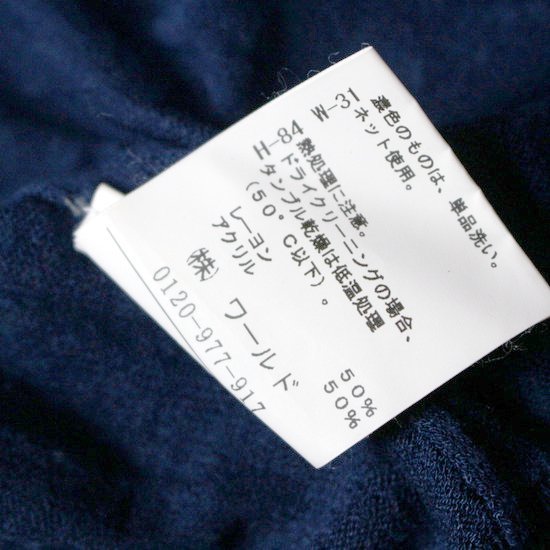 濃色のものは、単品洗い。
ネット使用。
W-31
H-84
熱処理に注意。
ドライクリーニングの場合、
タンブル乾燥は低温処理
(50°C以下)。
レーヨン 50%
アクリル 50%
(株) ワールド
0120-977-917